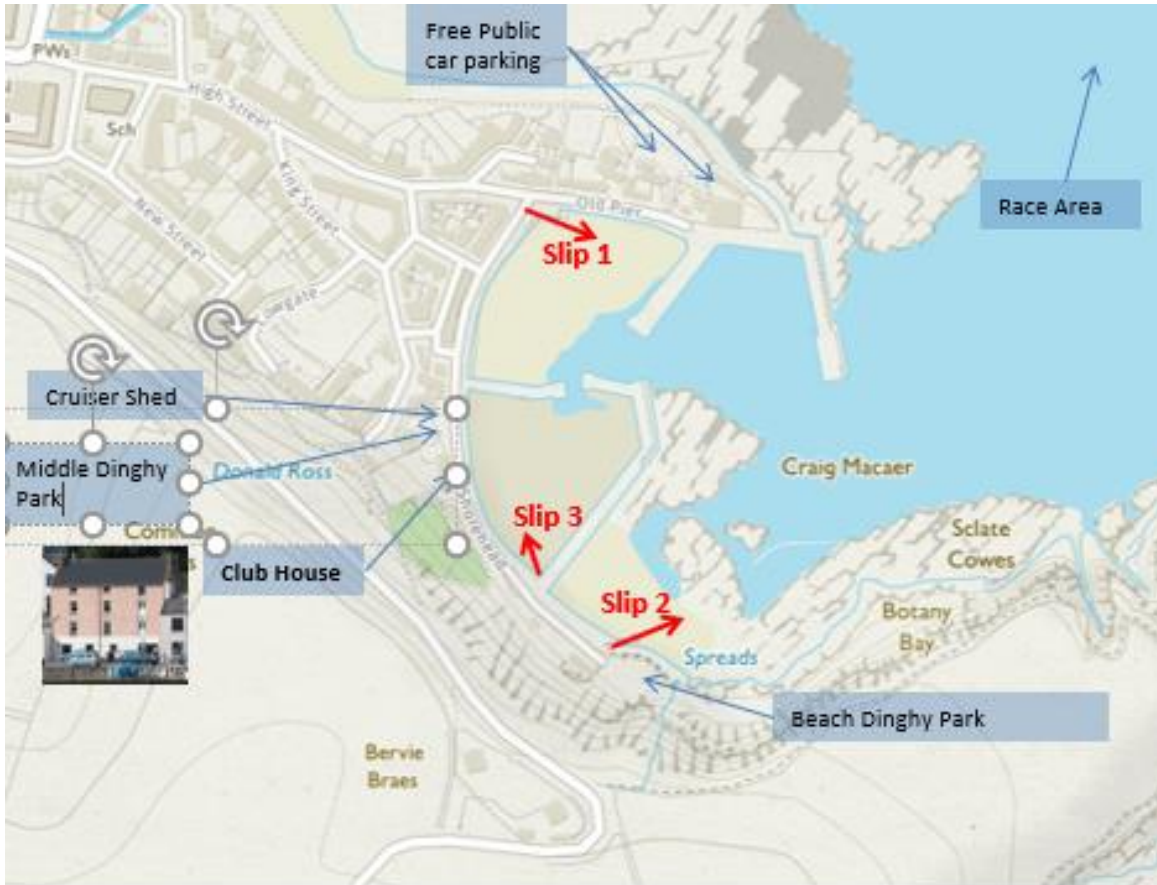 Free Public
car parking
PWs
High Street
Sch
King Street
New Street
Old Pier
Race Area
Slip 1
Cruiser Shed
Middle Dinghy
Park
Donald Ross
Craig Macaer
Slip 3
Shorehead
Sclate
Cowes
Club House
Slip 2
Botany
Bay
Spreads
Beach Dinghy Park
Bervie
Braes